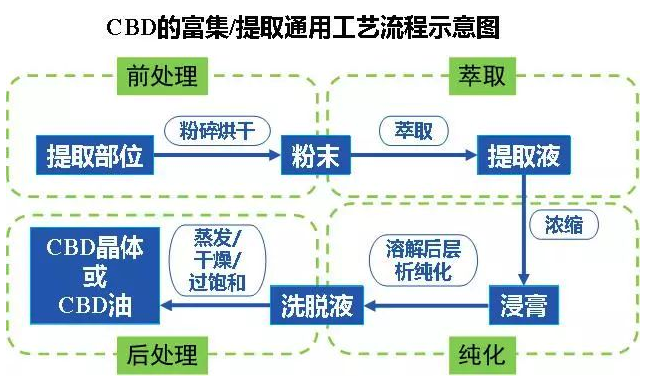 CBD的富集/提取通用工艺流程示意图
前处理
萃取
提取部位
粉碎烘干
粉末
萃取
提取液
浓缩
CBD晶体
或
CBD油
蒸发/
干燥/
过饱和
洗脱液
溶解后层
析纯化
浸膏
后处理
纯化